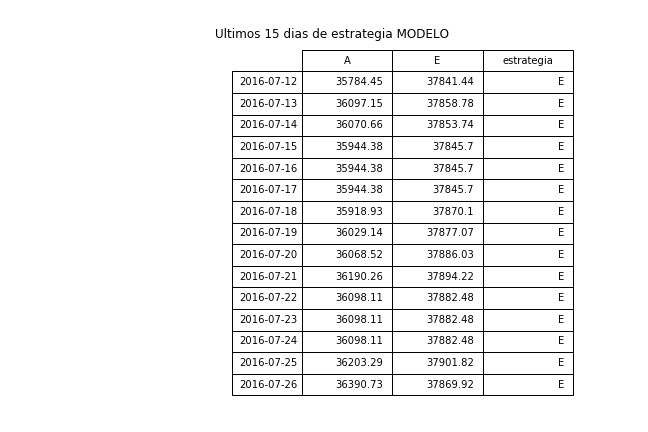 Ultimos 15 dias de estrategia MODELO
A E estrategia
2016-07-12 35784.45 37841.44 E
2016-07-13 36097.15 37858.78 E
2016-07-14 36070.66 37853.74 E
2016-07-15 35944.38 37845.7 E
2016-07-16 35944.38 37845.7 E
2016-07-17 35944.38 37845.7 E
2016-07-18 35918.93 37870.1 E
2016-07-19 36029.14 37877.07 E
2016-07-20 36068.52 37886.03 E
2016-07-21 36190.26 37894.22 E
2016-07-22 36098.11 37882.48 E
2016-07-23 36098.11 37882.48 E
2016-07-24 36098.11 37882.48 E
2016-07-25 36203.29 37901.82 E
2016-07-26 36390.73 37869.92 E